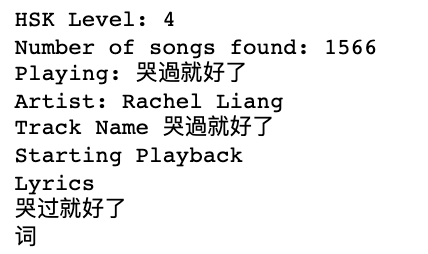 HSK Level: 4
Number of songs found: 1566
Playing: 哭過就好了
Artist: Rachel Liang
Track Name 哭過就好了
Starting Playback
Lyrics
哭过就好了
词